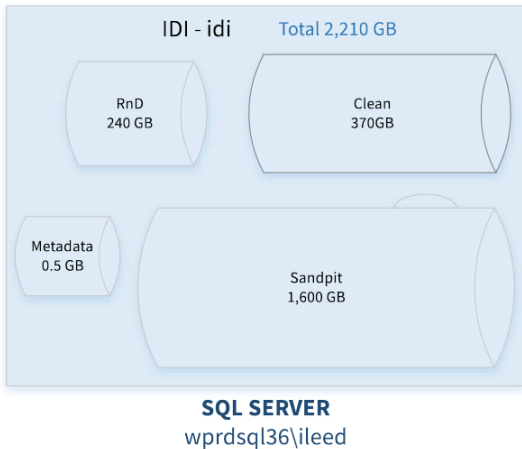 IDI - idi Total 2,210 GB
RnD
240 GB
Clean
370GB
Metadata
0.5 GB
Sandpit
1,600 GB
SQL SERVER
wprdsql36\ileed